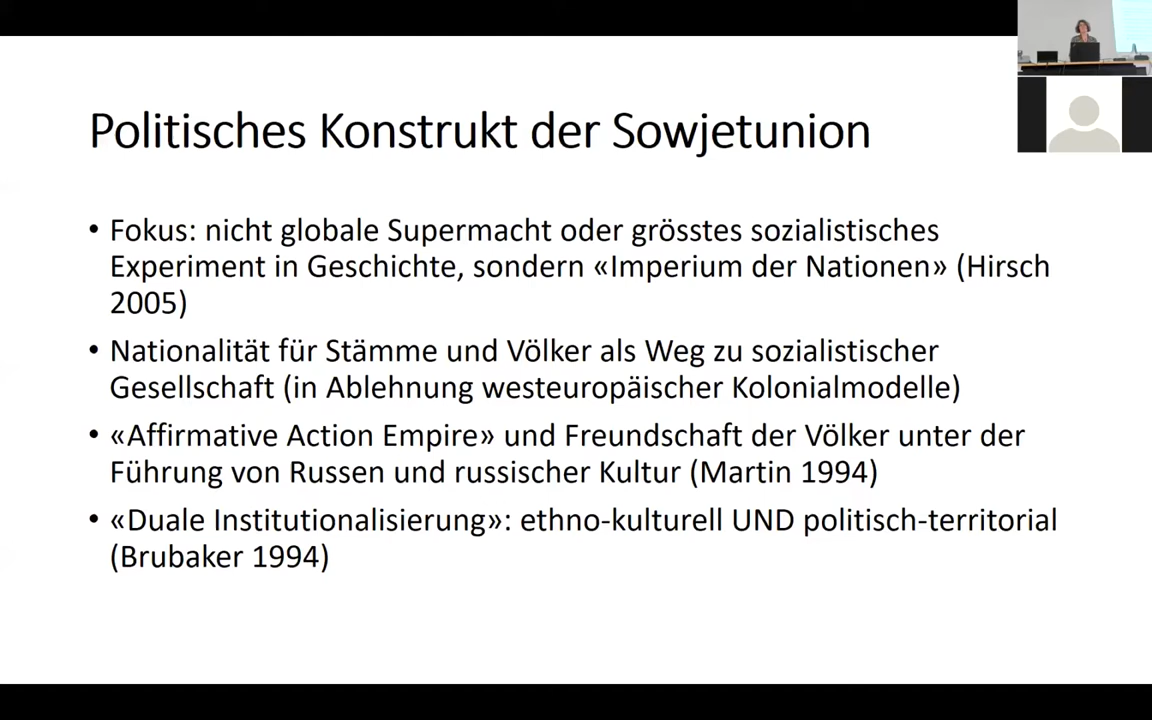 Politisches Konstrukt der Sowjetunion
• Fokus: nicht globale Supermacht oder grösstes sozialistisches
Experiment in Geschichte, sondern «Imperium der Nationen» (Hirsch
2005)
• Nationalität für Stämme und Völker als Weg zu sozialistischer
Gesellschaft (in Ablehnung westeuropäischer Kolonialmodelle)
• «Affirmative Action Empire» und Freundschaft der Völker unter der
Führung von Russen und russischer Kultur (Martin 1994)
• «Duale Institutionalisierung»: ethno-kulturell UND politisch-territorial
(Brubaker 1994)